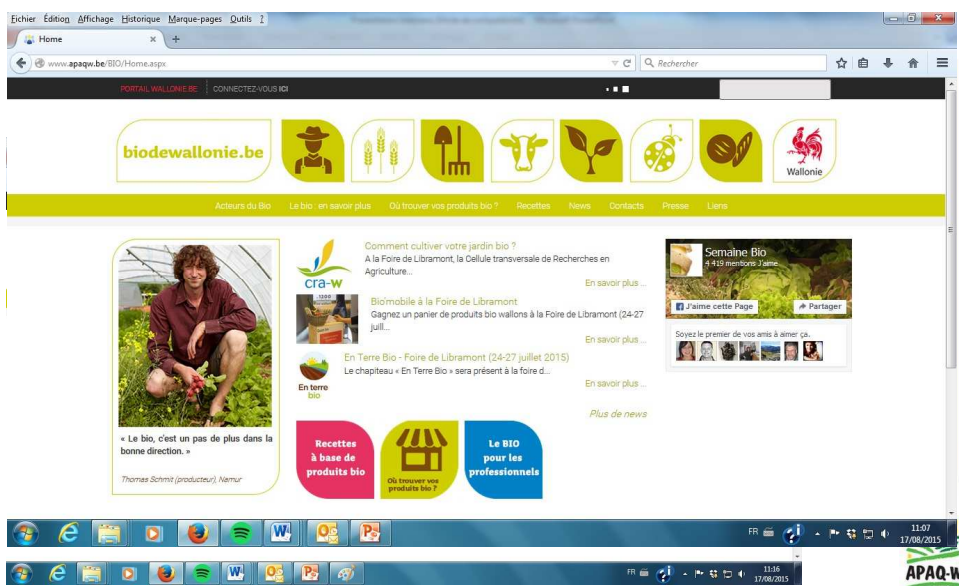 Eichier Édition Affichage Historique Marque-pages Outils ?
Home × +
www.apaqw.be/BIO/Home.aspx
Rechercher
PORTAIL WALLONIE.BE CONNECTEZ-VOUS ICI
biodewallonie.be
Wallonie
Acteurs du Bio Le bio : en savoir plus Où trouver vos produits bio ? Recettes News Contacts Presse Liens
cra-w
Comment cultiver votre jardin bio ?
A la Foire de Libramont, la Cellule transversale de Recherches en
Agriculture...
En savoir plus ...
Bio'mobile à la Foire de Libramont
Gagnez un panier de produits bio wallons à la Foire de Libramont (24-27
juill...
En savoir plus ...
En terre
bio
En Terre Bio - Foire de Libramont (24-27 juillet 2015)
Le chapiteau « En Terre Bio » sera présent à la foire d...
En savoir plus ...
Plus de news
Semaine Bio
4 419 mentions J'aime
J'aime cette Page
Partager
Soyez le premier de vos amis à aimer ça.
« Le bio, c'est un pas de plus dans la
bonne direction. »
Thomas Schmit (producteur), Namur
Recettes
à base de
produits bio
Où trouver vos
produits bio ?
Le BIO
pour les
professionnels
FR
11:07
17/08/2015
FR
11:16
17/08/2015
APAQ-W